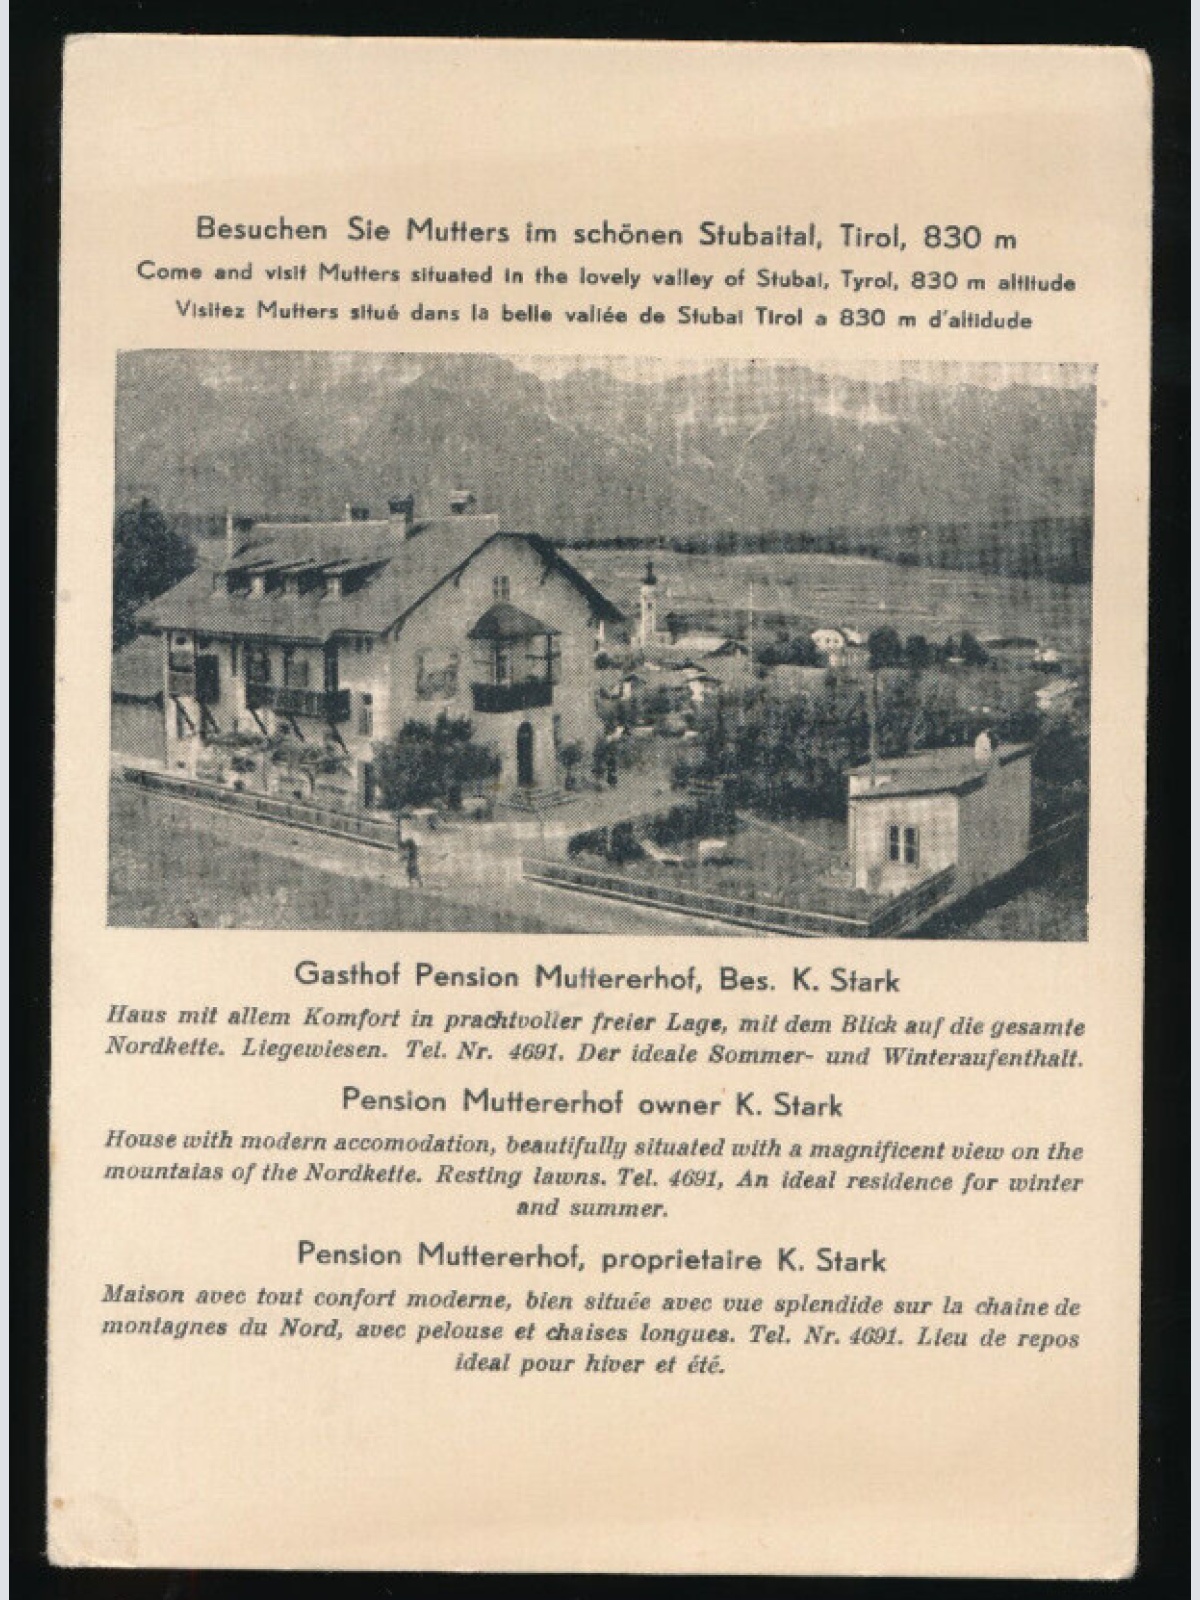 Besuchen Sie Mutters im schönen Stubaital, Tirol, 830 m
Come and visit Mutters situated in the lovely valley of Stubai, Tyrol, 830 m altitude
Visitez Mutters situé dans la belle vallée de Stubai Tirol a 830 m d'altidude
Gasthof Pension Muttererhof, Bes. K. Stark
Haus mit allem Komfort in prachtvoller freier Lage, mit dem Blick auf die gesamte
Nordkette. Liegewiesen. Tel. Nr. 4691. Der ideale Sommer- und Winteraufenthalt.
Pension Muttererhof owner K. Stark
House with modern accomodation, beautifully situated with a magnificent view on the
mountaias of the Nordkette. Resting lawns. Tel. 4691, An ideal residence for winter
and summer.
Pension Muttererhof, proprietaire K. Stark
Maison avec tout confort moderne, bien située avec vue splendide sur la chaine de
montagnes du Nord, avec pelouse et chaises longues. Tel. Nr. 4691. Lieu de repos
ideal pour hiver et été.